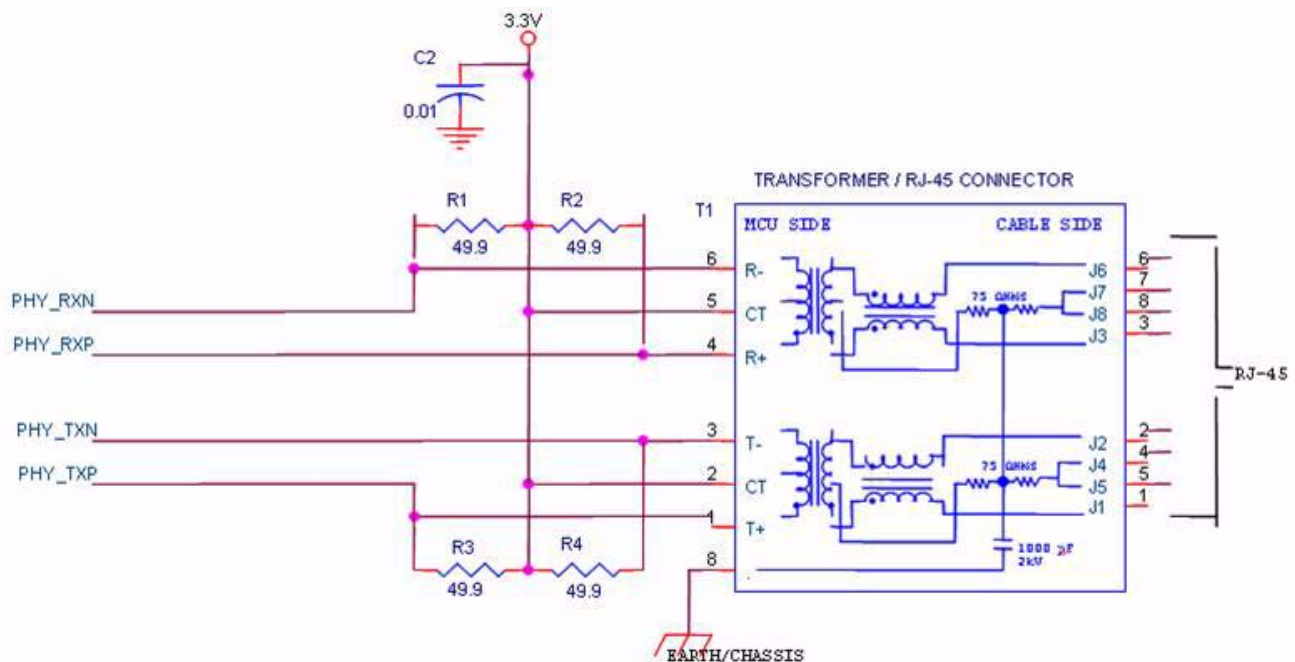 3.3V
C2
0.01
TRANSFORMER / RJ-45 CONNECTOR
R1
R2
T1
49.9
49.9
MCU SIDE
CABLE SIDE
6
R-
J6
6
7
PHY_RXN
5
CT
75 OHMS
J7
J8
8
PHY_RXP
4
R+
J3
3
RJ-45
PHY_TXN
3
T-
J2
2
4
PHY_TXP
2
CT
75 OHMS
J4
J5
5
1
T+
J1
1
R3
R4
49.9
49.9
8
1000 pF
2kV
EARTH/CHASSIS